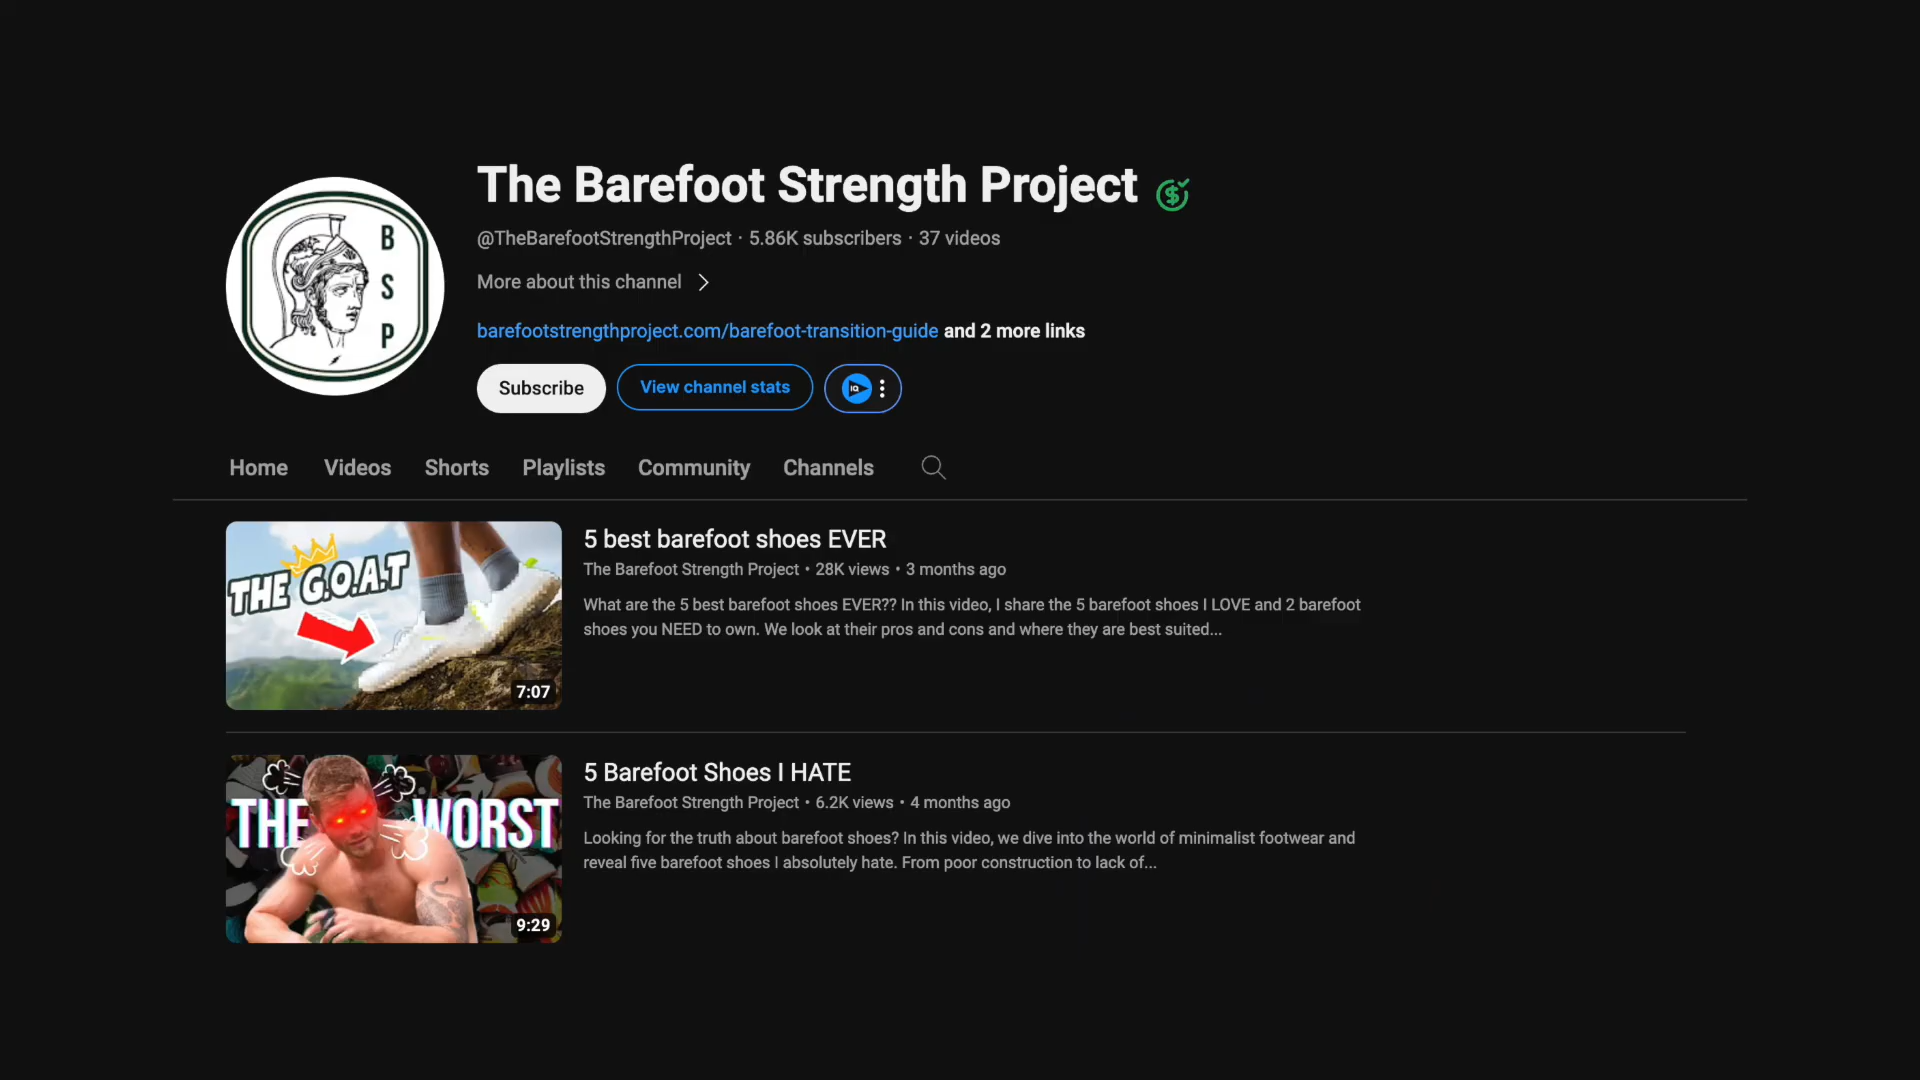 The Barefoot Strength Project
@TheBarefootStrengthProject · 5.86K subscribers · 37 videos
More about this channel
barefootstrengthproject.com/barefoot-transition-guide and 2 more links
Subscribe
View channel stats
IQ
B
S
P
Home
Videos
Shorts
Playlists
Community
Channels
THE G.O.A.T
7:07
5 best barefoot shoes EVER
The Barefoot Strength Project • 28K views • 3 months ago
What are the 5 best barefoot shoes EVER?? In this video, I share the 5 barefoot shoes I LOVE and 2 barefoot
shoes you NEED to own. We look at their pros and cons and where they are best suited...
THE WORST
9:29
5 Barefoot Shoes I HATE
The Barefoot Strength Project • 6.2K views • 4 months ago
Looking for the truth about barefoot shoes? In this video, we dive into the world of minimalist footwear and
reveal five barefoot shoes I absolutely hate. From poor construction to lack of...